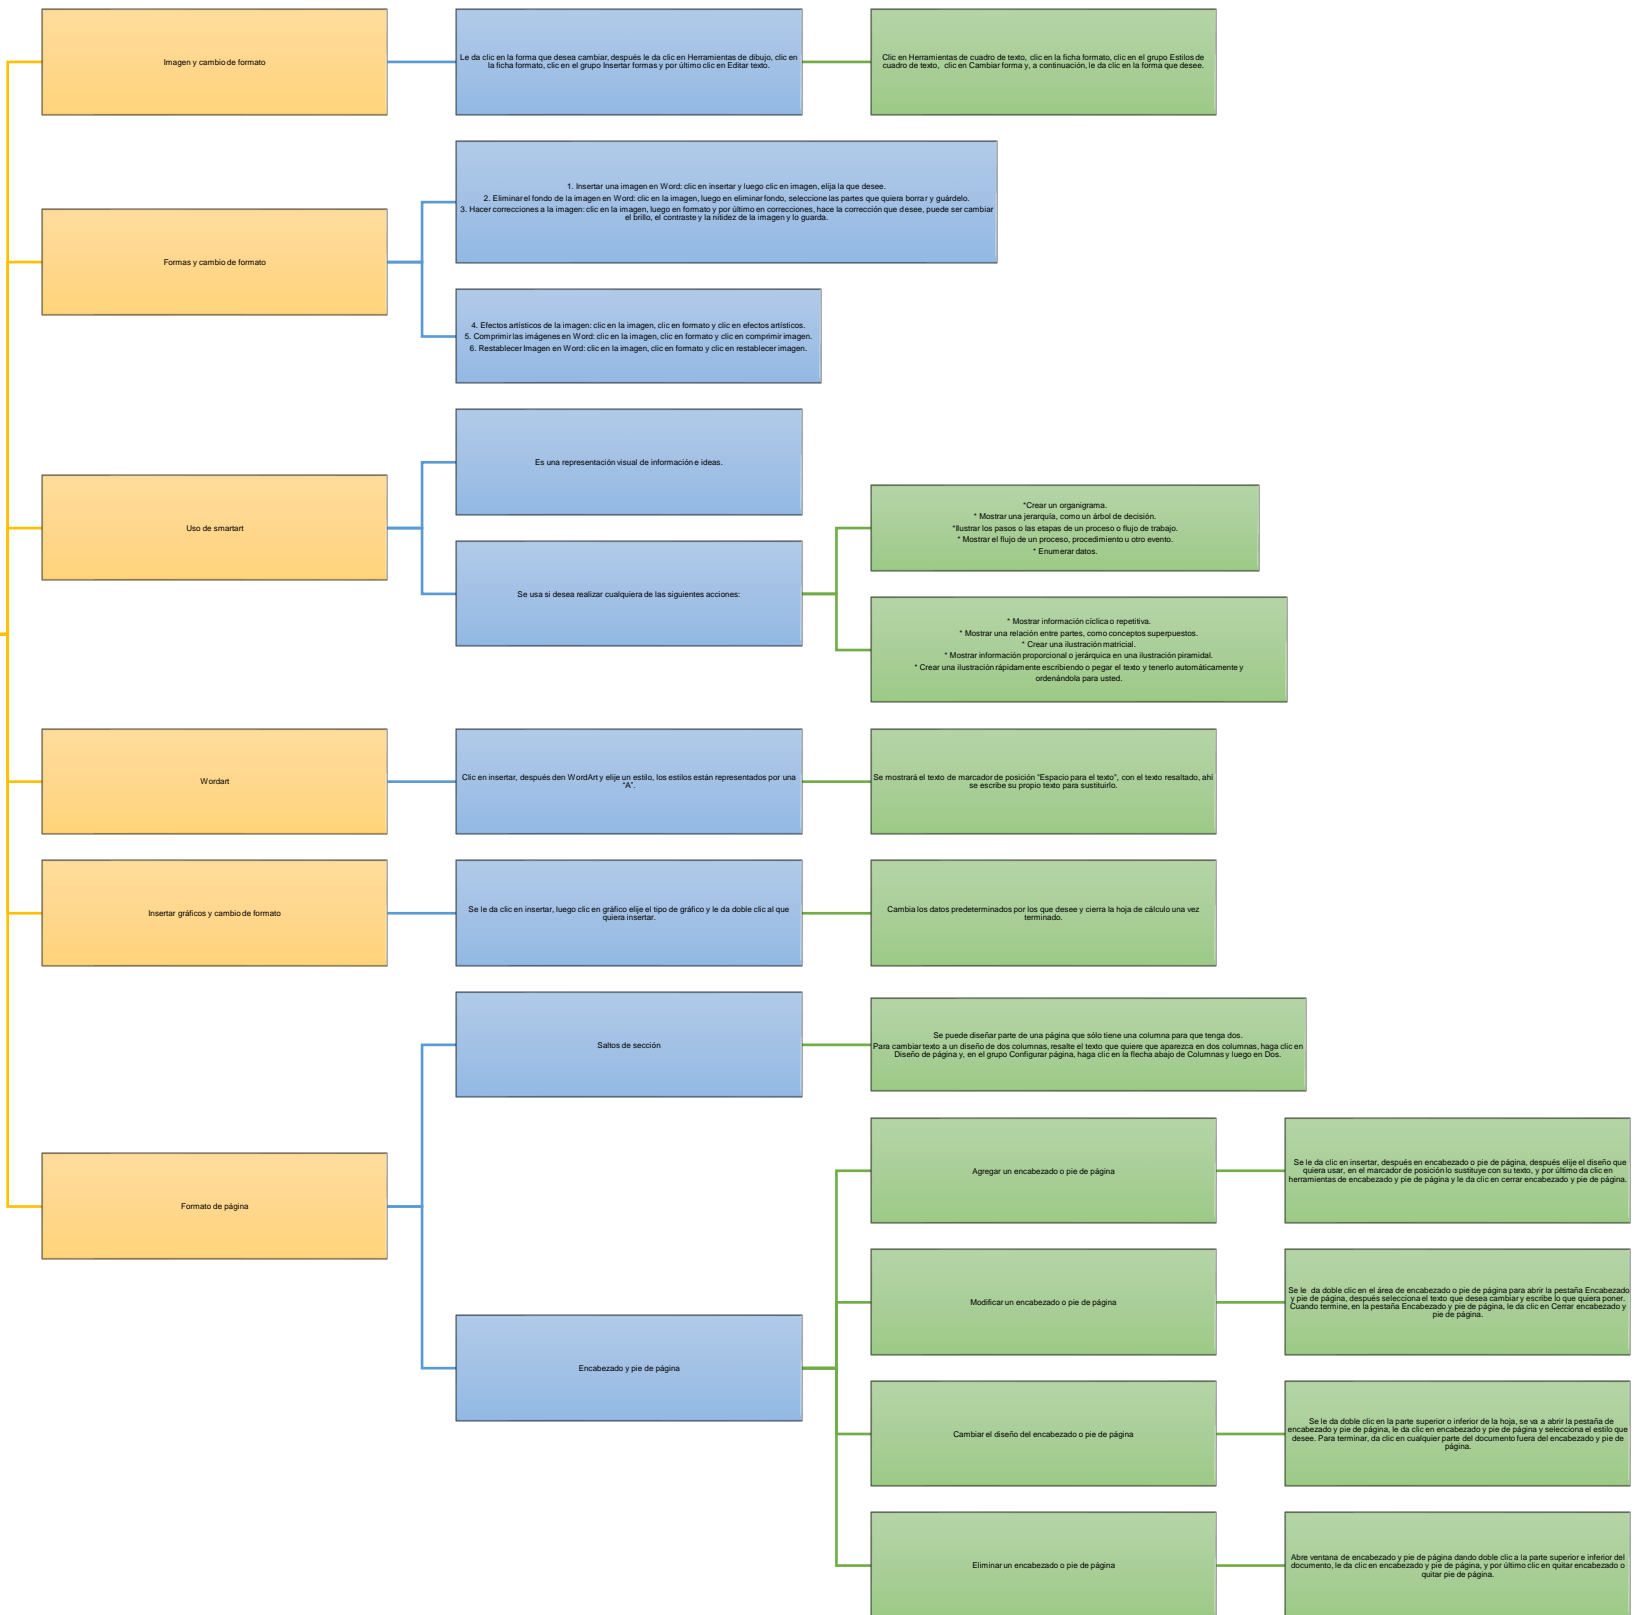 Imagen y cambio de formato
Le da clic en la forma que desea cambiar, después le da clic en Herramientas de dibujo, clic en
la ficha formato, clic en el grupo Insertar formas y por último clic en Editar texto.
Clic en Herramientas de cuadro de texto, clic en la ficha formato, clic en el grupo Estilos de
cuadro de texto, clic en Cambiar forma y, a continuación, le da clic en la forma que desee.
Formas y cambio de formato
1. Insertar una imagen en Word: clic en insertar y luego clic en imagen, elija la que desee.
2. Eliminar el fondo de la imagen en Word: clic en la imagen, luego en eliminar fondo, seleccione las partes que quiera borrar y guárdelo.
3. Hacer correcciones a la imagen: clic en la imagen, luego en formato y por último en correcciones, hace la corrección que desee, puede ser cambiar
el brillo, el contraste y la nitidez de la imagen y lo guarda.
4. Efectos artísticos de la imagen: clic en la imagen, clic en formato y clic en efectos artísticos.
5. Comprimir las imágenes en Word: clic en la imagen, clic en formato y clic en comprimir imagen.
6. Restablecer Imagen en Word: clic en la imagen, clic en formato y clic en restablecer imagen.
Uso de smartart
Es una representación visual de información e ideas.
Se usa si desea realizar cualquiera de las siguientes acciones:
*Crear un organigrama.
* Mostrar una jerarquía, como un árbol de decisión.
*Ilustrar los pasos o las etapas de un proceso o flujo de trabajo.
* Mostrar el flujo de un proceso, procedimiento u otro evento.
* Enumerar datos.
* Mostrar información cíclica o repetitiva.
* Mostrar una relación entre partes, como conceptos superpuestos.
* Crear una ilustración matricial.
* Mostrar información proporcional o jerárquica en una ilustración piramidal.
* Crear una ilustración rápidamente escribiendo o pegar el texto y tenerlo automáticamente y
ordenándola para usted.
Wordart
Clic en insertar, después den WordArt y elije un estilo, los estilos están representados por una
"A".
Se mostrará el texto de marcador de posición "Espacio para el texto", con el texto resaltado, ahí
se escribe su propio texto para sustituirlo.
Insertar gráficos y cambio de formato
Se le da clic en insertar, luego clic en gráfico elije el tipo de gráfico y le da doble clic al que
quiera insertar.
Cambia los datos predeterminados por los que desee y cierra la hoja de cálculo una vez
terminado.
Formato de página
Saltos de sección
Se puede diseñar parte de una página que sólo tiene una columna para que tenga dos.
Para cambiar texto a un diseño de dos columnas, resalte el texto que quiere que aparezca en dos columnas, haga clic en
Diseño de página y, en el grupo Configurar página, haga clic en la flecha abajo de Columnas y luego en Dos.
Encabezado y pie de página
Agregar un encabezado o pie de página
Se le da clic en insertar, después en encabezado o pie de página, después elije el diseño que
quiera usar, en el marcador de posición lo sustituye con su texto, y por último da clic en
herramientas de encabezado y pie de página y le da clic en cerrar encabezado y pie de página.
Modificar un encabezado o pie de página
Se le da doble clic en el área de encabezado o pie de página para abrir la pestaña Encabezado
y pie de página, después selecciona el texto que desea cambiar y escribe lo que quiera poner.
Cuando termine, en la pestaña Encabezado y pie de página, le da clic en Cerrar encabezado y
pie de página.
Cambiar el diseño del encabezado o pie de página
Se le da doble clic en la parte superior o inferior de la hoja, se va a abrir la pestaña de
encabezado y pie de página, le da clic en encabezado y pie de página y selecciona el estilo que
desee. Para terminar, da clic en cualquier parte del documento fuera del encabezado y pie de
página.
Eliminar un encabezado o pie de página
Abre ventana de encabezado y pie de página dando doble clic a la parte superior e inferior del
documento, le da clic en encabezado y pie de página, y por último clic en quitar encabezado o
quitar pie de página.